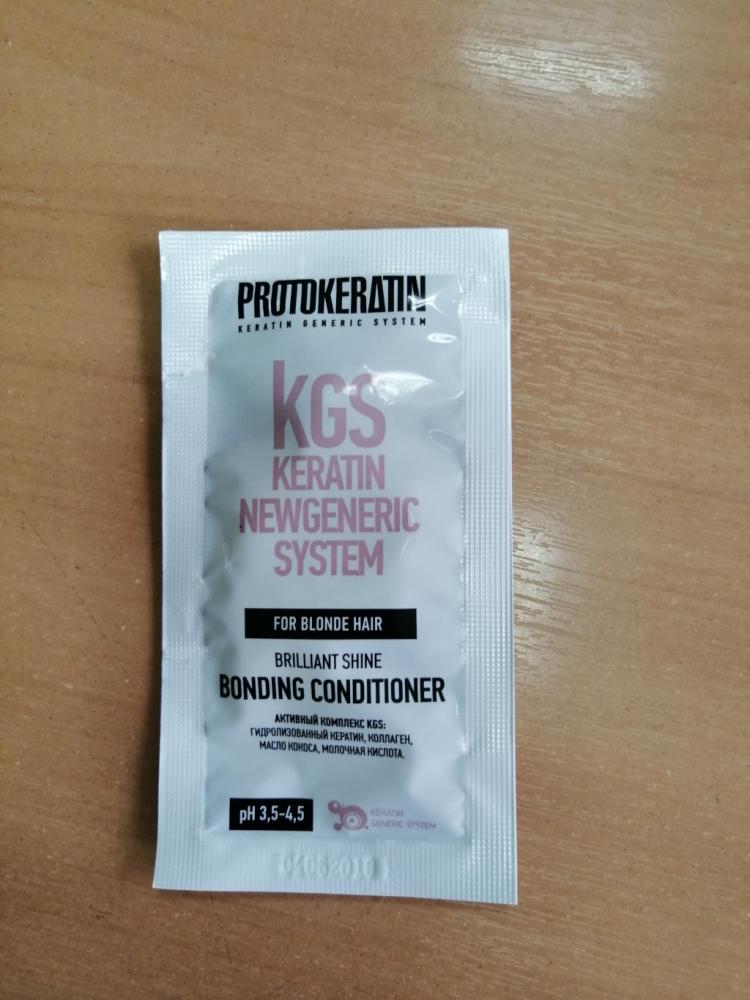 PROTOKERATIN
KERATIN GENERIC SYSTEM
KGS
KERATIN
NEWGENERIC
SYSTEM
FOR BLONDE HAIR
BRILLIANT SHINE
BONDING CONDITIONER
АКТИВНЫЙ КОМПЛЕКС KGS:
ГИДРОЛИЗОВАННЫЙ КЕРАТИН, КОЛЛАГЕН,
МАСЛО КОКОСА, МОЛОЧНАЯ КИСЛОТА.
pH 3,5-4,5
KERATIN
GENERIC SYSTEM